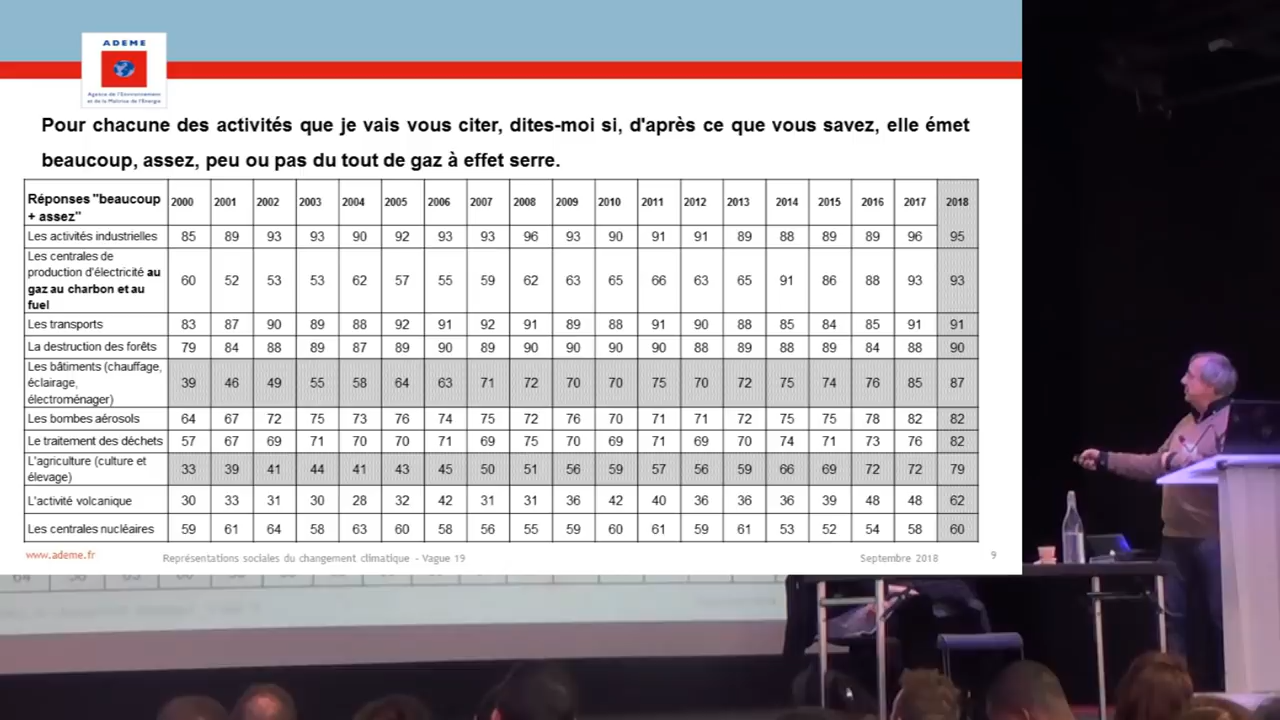 ADEME
Agence de l'Environnement
et de la Maîtrise de l'Energie
Pour chacune des activités que je vais vous citer, dites-moi si, d'après ce que vous savez, elle émet
beaucoup, assez, peu ou pas du tout de gaz à effet serre.
Réponses "beaucoup + assez" 2000 2001 2002 2003 2004 2005 2006 2007 2008 2009 2010 2011 2012 2013 2014 2015 2016 2017 2018
Les activités industrielles 85 89 93 93 90 92 93 93 96 93 90 91 91 89 88 89 89 96 95
Les centrales de production d'électricité au gaz au charbon et au fuel 60 52 53 53 62 57 55 59 62 63 65 66 63 65 91 86 88 93 93
Les transports 83 87 90 89 88 92 91 92 91 89 88 91 90 88 85 84 85 91 91
La destruction des forêts 79 84 88 89 87 89 90 89 90 90 90 90 88 89 88 89 84 88 90
Les bâtiments (chauffage, éclairage, électroménager) 39 46 49 55 58 64 63 71 72 70 70 75 70 72 75 74 76 85 87
Les bombes aérosols 64 67 72 75 73 76 74 75 72 76 70 71 71 72 75 75 78 82 82
Le traitement des déchets 57 67 69 71 70 70 71 69 75 70 69 71 69 70 74 71 73 76 82
L'agriculture (culture et élevage) 33 39 41 44 41 43 45 50 51 56 59 57 56 59 66 69 72 72 79
L'activité volcanique 30 33 31 30 28 32 42 31 31 36 42 40 36 36 36 39 48 48 62
Les centrales nucléaires 59 61 64 58 63 60 58 56 55 59 60 61 59 61 53 52 54 58 60
www.ademe.fr
Représentations sociales du changement climatique - Vague 19
Septembre 2018
9